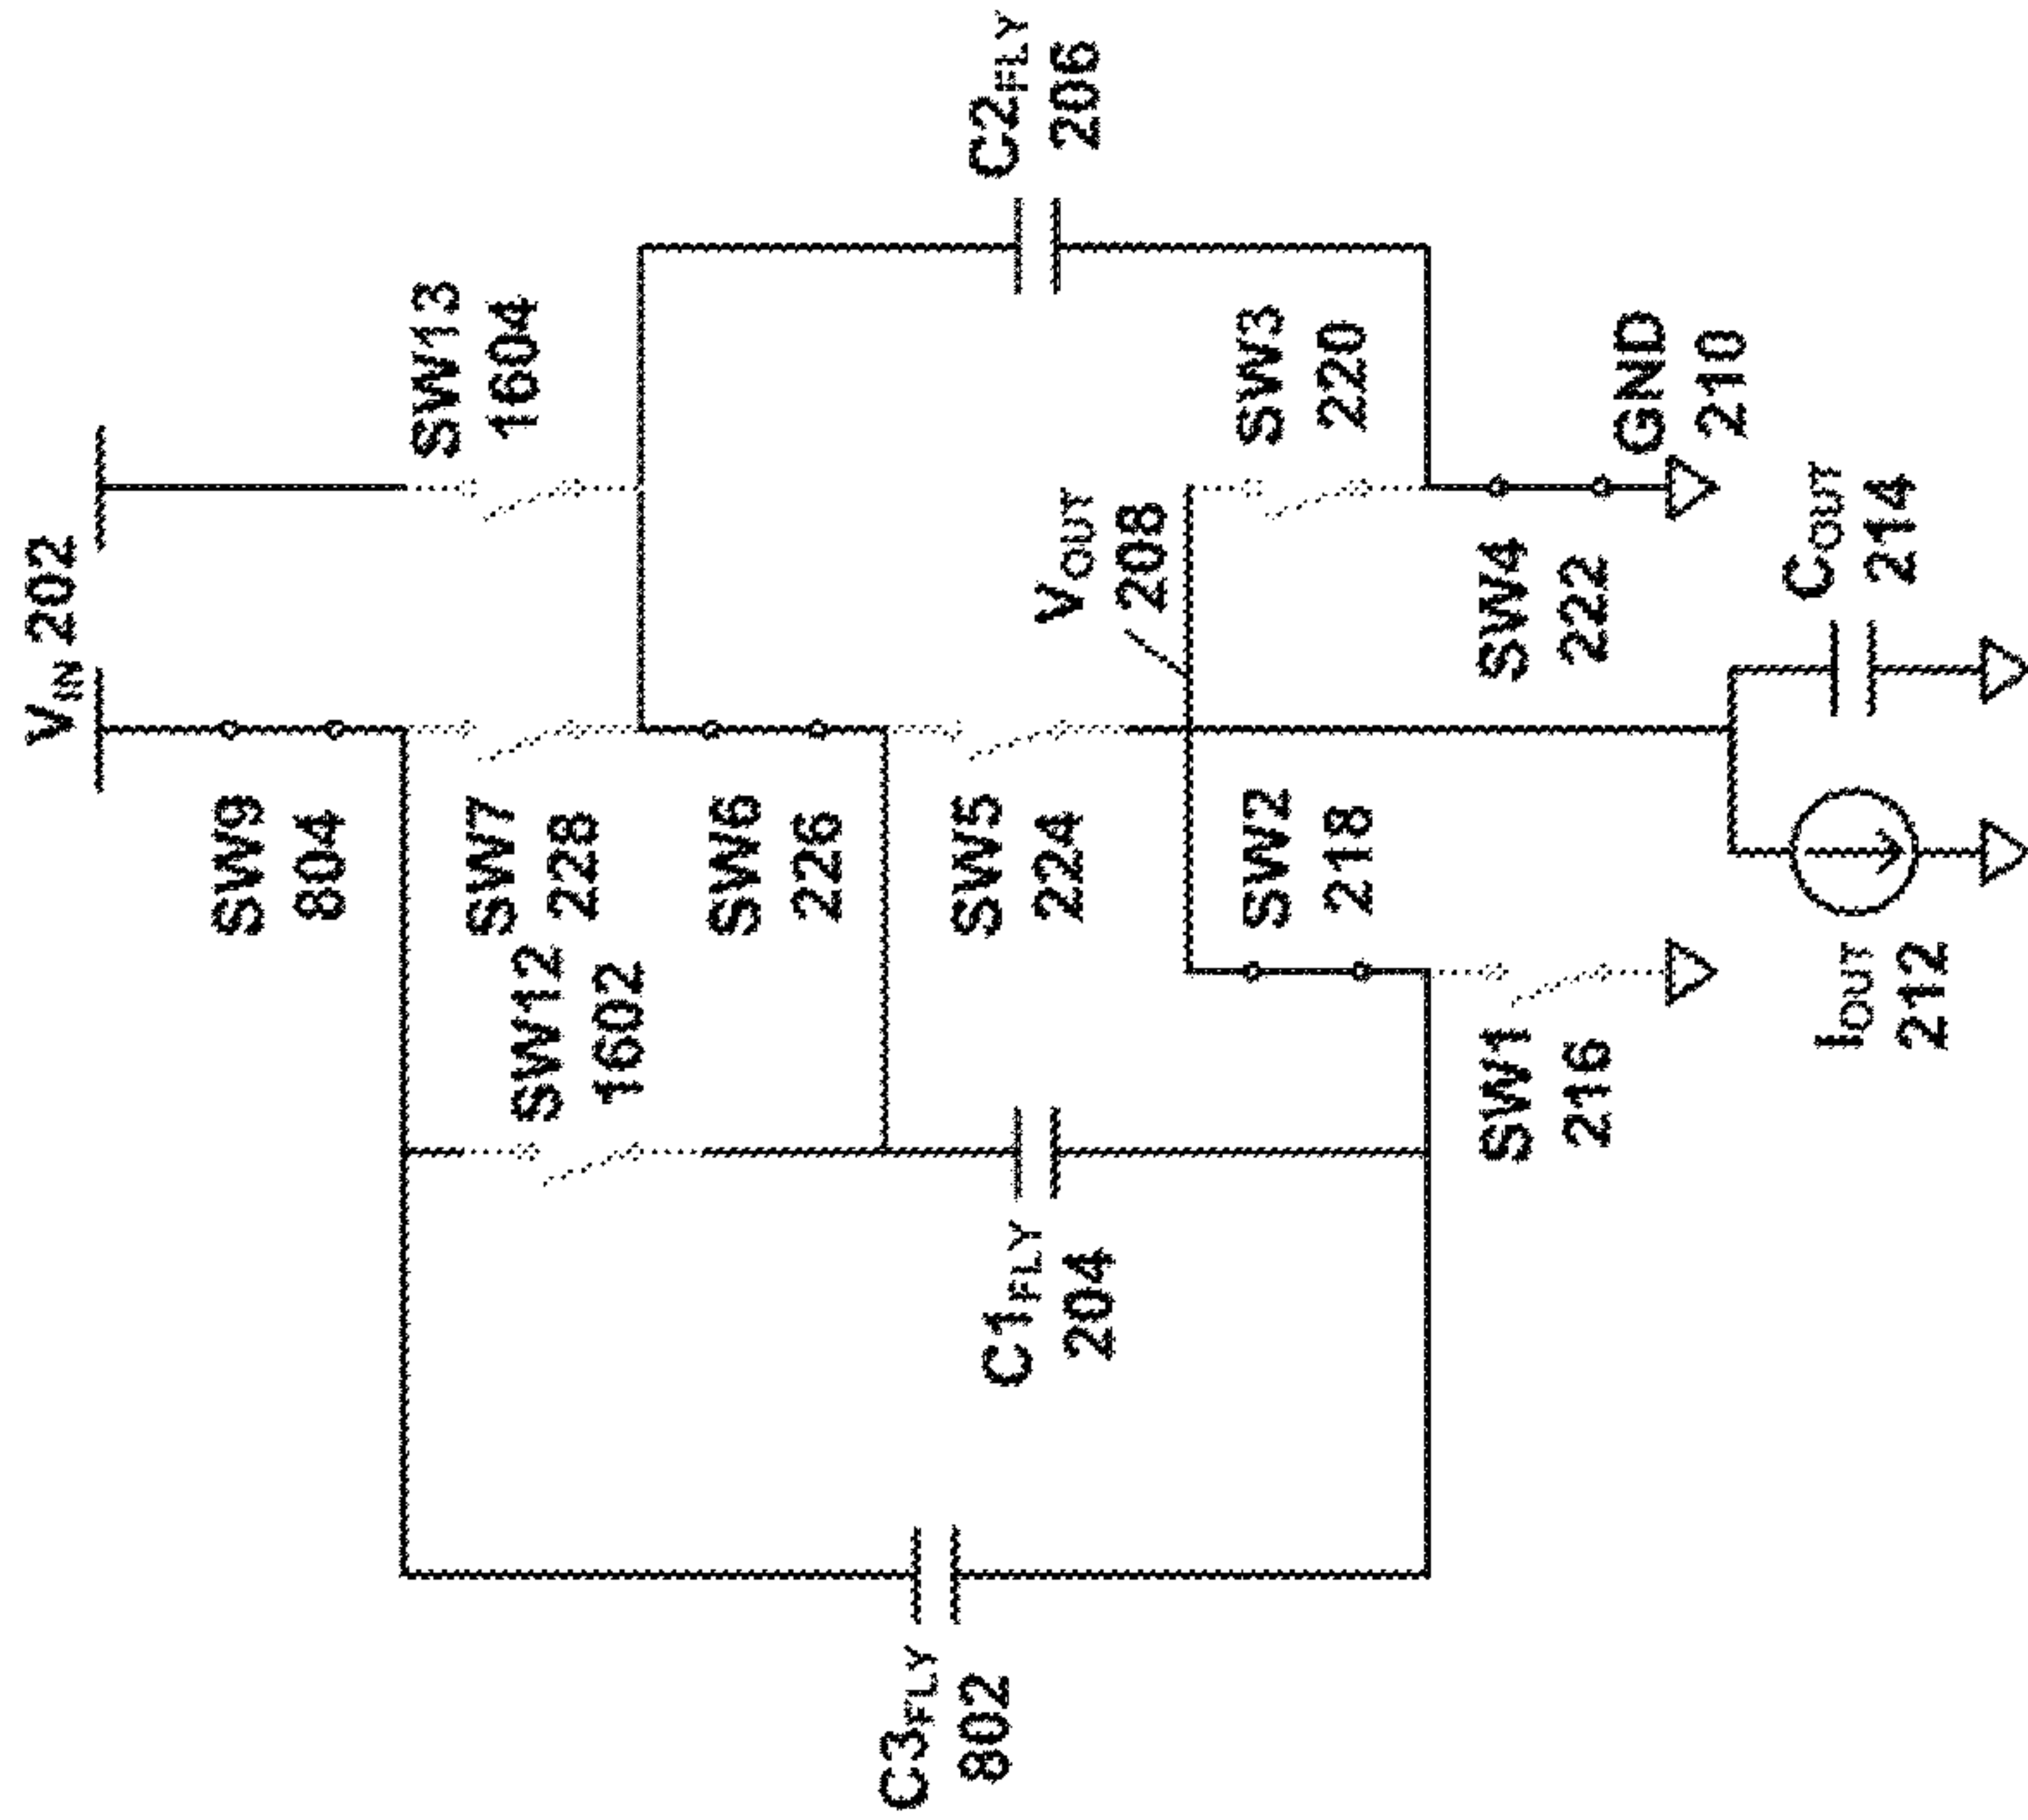 V_IN 202
SW13
1604
SW9
804
SW7
228
SW12
1602
SW6
226
C2_FLY
206
V_OUT
208
SW5
224
C1_FLY
204
C3_FLY
802
SW3
220
SW2
218
SW4
222
GND
210
SW1
216
C_OUT
214
I_OUT
212